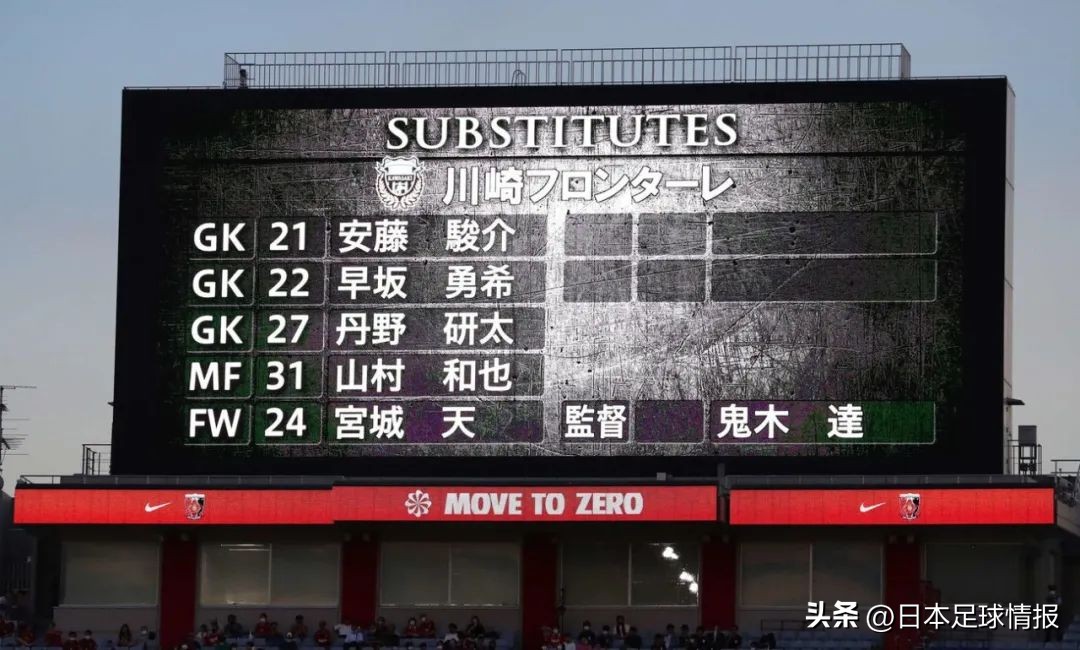 SUBSTITUTES
川崎フロンターレ
GK 21 安藤 駿介
GK 22 早坂 勇希
GK 27 丹野 研太
MF 31 山村 和也
FW 24 宮城 天 監督 鬼木 達
MOVE TO ZERO
头条 @日本足球情报